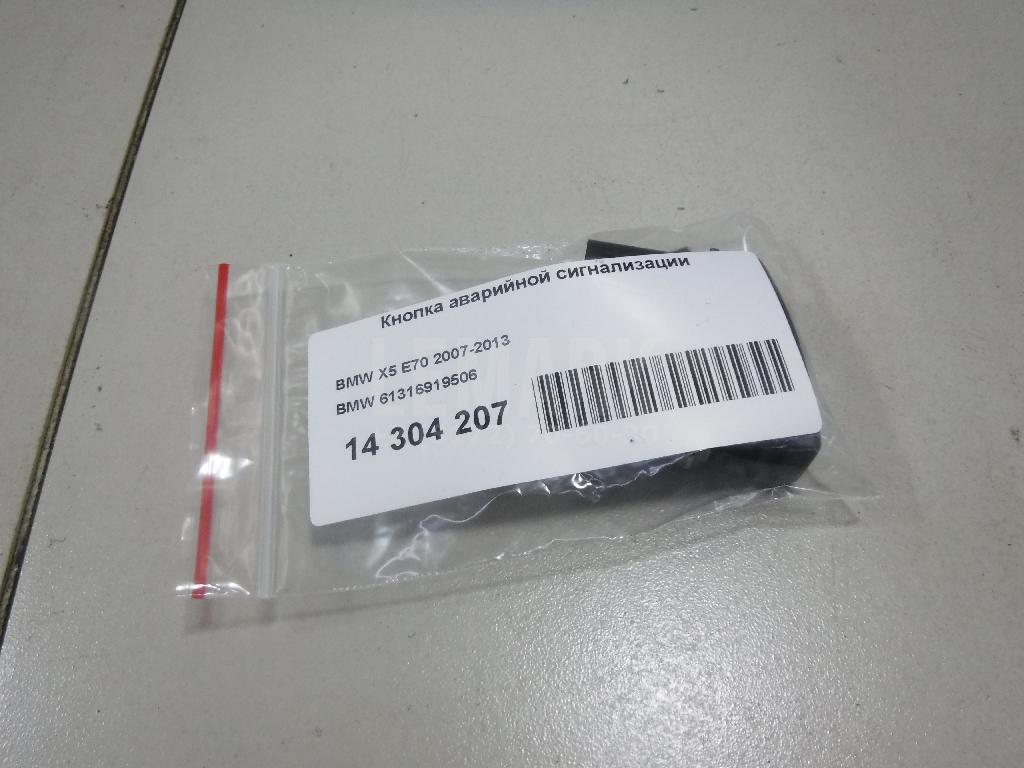 Кнопка аварийной сигнализации
BMW X5 E70 2007-2013
BMW 61316919506
14 304 207